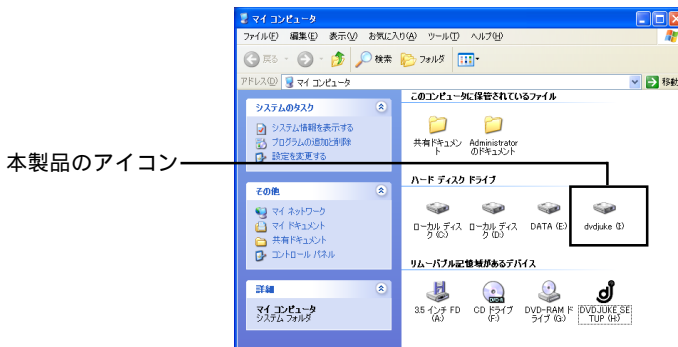 マイ コンピュータ
ファイル(F) 編集(E) 表示(V) お気に入り(A) ツール(T) ヘルプ(H)
戻る 検索 フォルダ
アドレス(D) マイ コンピュータ 移動
システムのタスク
システム情報を表示する
プログラムの追加と削除
設定を変更する
その他
マイ ネットワーク
マイ ドキュメント
共有ドキュメント
コントロール パネル
詳細
マイ コンピュータ
システム フォルダ
このコンピュータに保管されているファイル
共有ドキュメン
ト
Administrator
のドキュメント
ハード ディスク ドライブ
ローカル ディス
ク (C:)
ローカル ディス
ク (D:)
DATA (E:)
dvdjuke (I:)
リムーバブル記憶域があるデバイス
3.5 インチ FD
(A:)
CD ドライブ
(F:)
DVD-RAM ド
ライブ (G:)
DVDJUKE_SE
TUP (H:)
本製品のアイコン